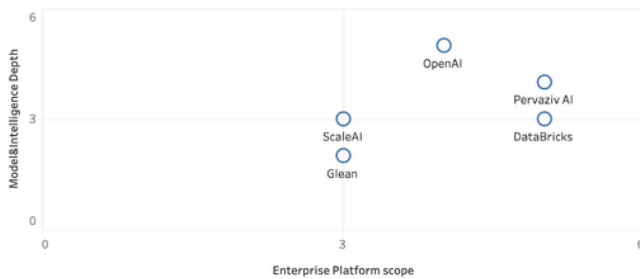 6
OpenAI
Pervaziv AI
3
ScaleAI
DataBricks
Glean
0
Model&Intelligence Depth
0
3
6
Enterprise Platform scope